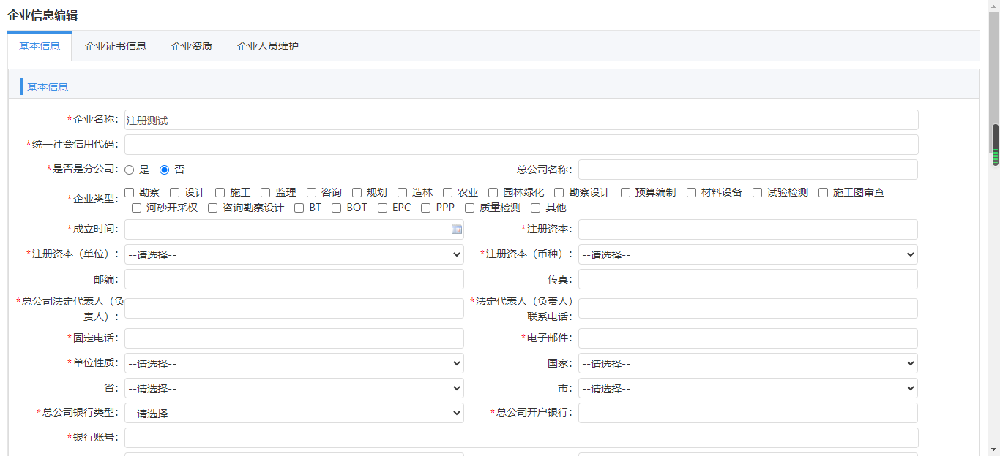 企业信息编辑
基本信息 企业证书信息 企业资质 企业人员维护
基本信息
*企业名称: 注册测试
*统一社会信用代码:
*是否是分公司: 是 否 总公司名称:
*企业类型: 勘察 设计 施工 监理 咨询 规划 造林 农业 园林绿化 勘察设计 预算编制 材料设备 试验检测 施工图审查
河砂开采权 咨询勘察设计 BT BOT EPC PPP 质量检测 其他
*成立时间: *注册资本:
*注册资本（单位）: --请选择-- *注册资本（币种）: --请选择--
邮编: 传真:
*总公司法定代表人（负
责人）:
*法定代表人（负责人）
联系电话:
*固定电话: *电子邮件:
*单位性质: --请选择-- 国家: --请选择--
省: --请选择-- 市: --请选择--
*总公司银行类型: --请选择-- *总公司开户银行:
*银行账号: